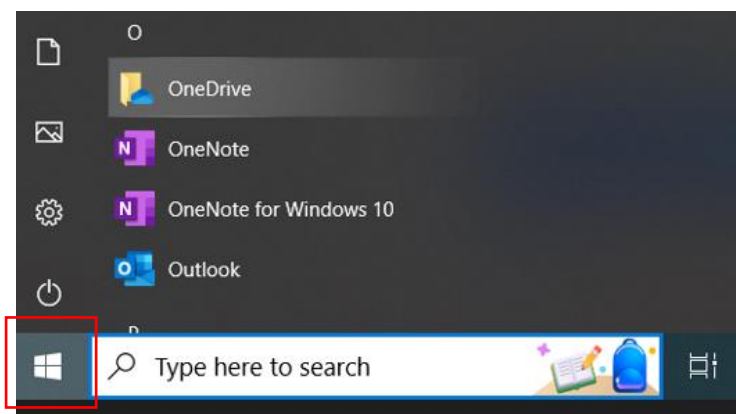 O
OneDrive
N OneNote
N OneNote for Windows 10
O Outlook
Type here to search